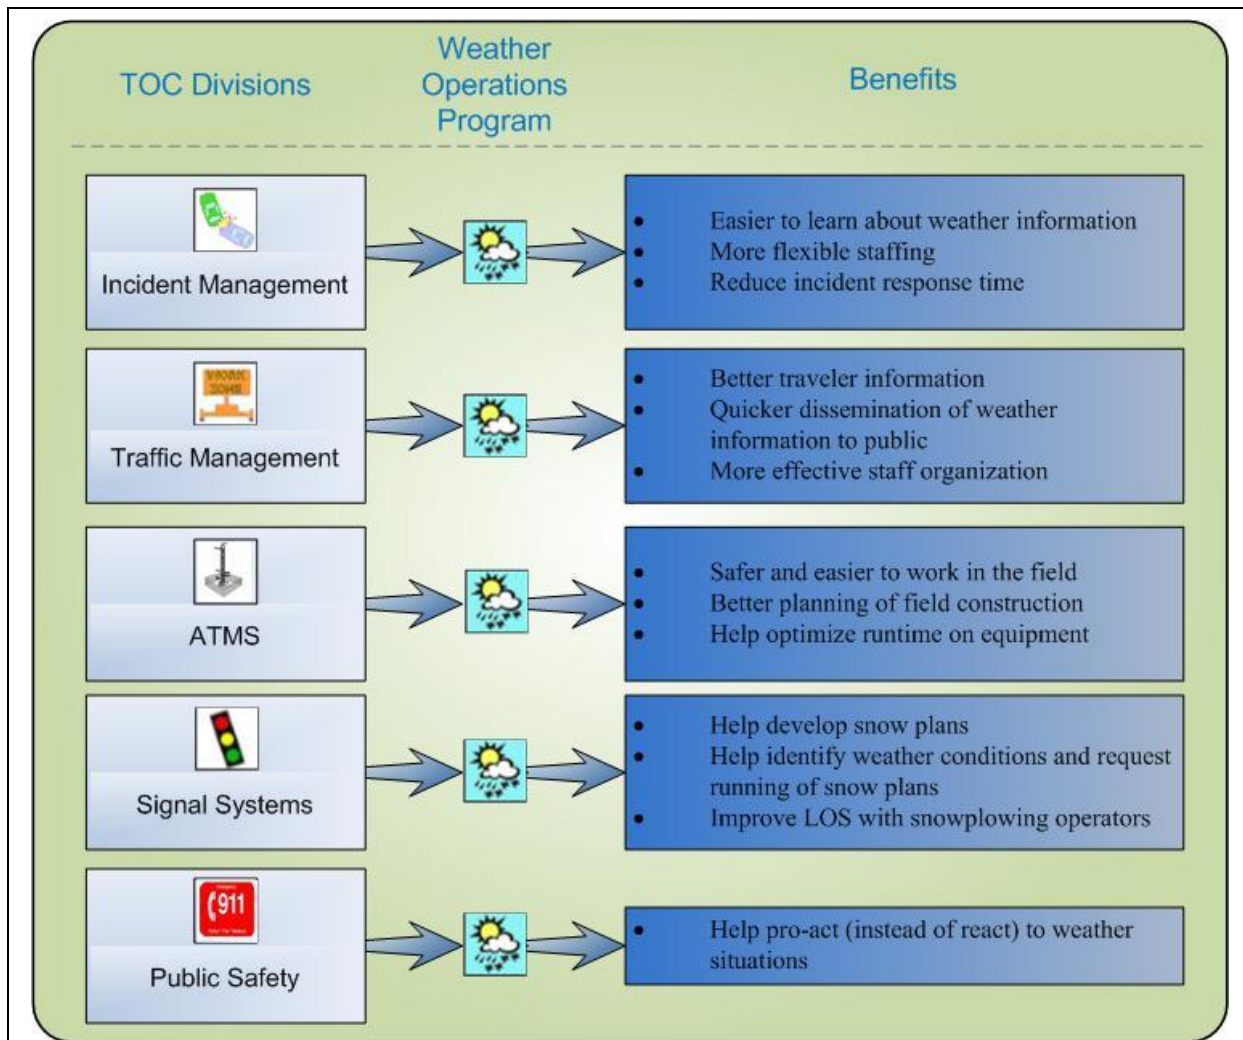 TOC Divisions
Weather
Operations
Program
Benefits
Incident Management
• Easier to learn about weather information
• More flexible staffing
• Reduce incident response time
WORK
ZONE
Traffic Management
• Better traveler information
• Quicker dissemination of weather
information to public
• More effective staff organization
ATMS
• Safer and easier to work in the field
• Better planning of field construction
• Help optimize runtime on equipment
Signal Systems
• Help develop snow plans
• Help identify weather conditions and request
running of snow plans
• Improve LOS with snowplowing operators
911
Public Safety
• Help pro-act (instead of react) to weather
situations